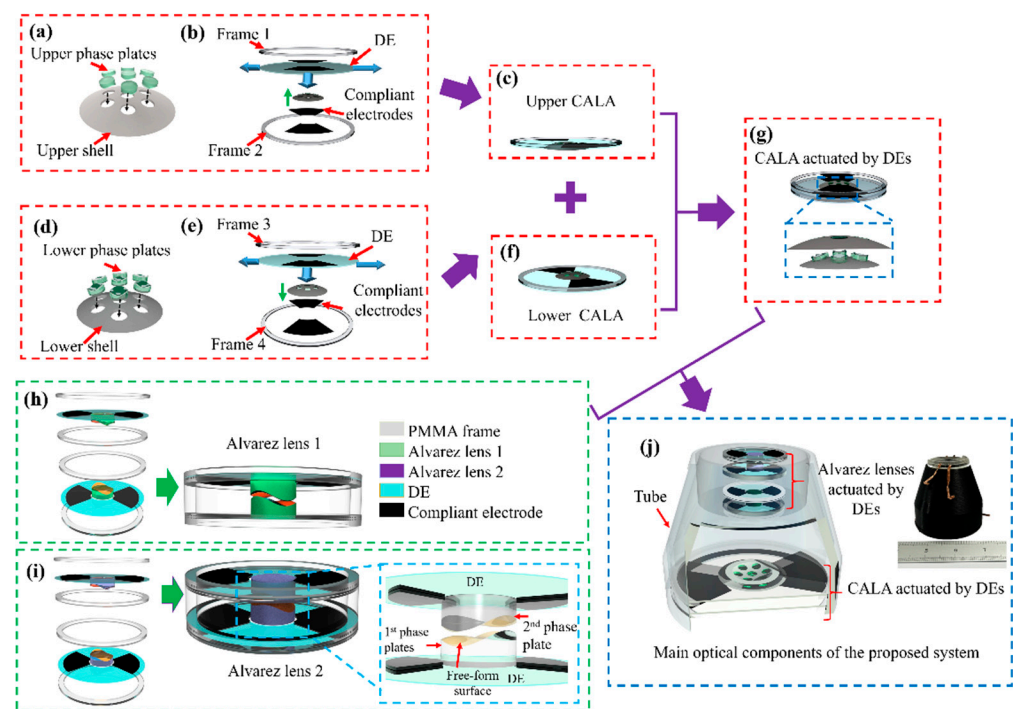 (a)
Upper phase plates
Upper shell
(b)
Frame 1
DE
Compliant
electrodes
Frame 2
(c)
Upper CALA
(d)
Lower phase plates
Lower shell
(e)
Frame 3
DE
Compliant
electrodes
Frame 4
(f)
Lower CALA
(g)
CALA actuated by DEs
(h)
Alvarez lens 1
PMMA frame
Alvarez lens 1
Alvarez lens 2
DE
Compliant electrode
(i)
Alvarez lens 2
DE
1st phase
plates
2nd phase
plate
Free-form
surface
DE
(j)
Tube
Alvarez lenses
actuated by
DEs
CALA actuated by DEs
Main optical components of the proposed system